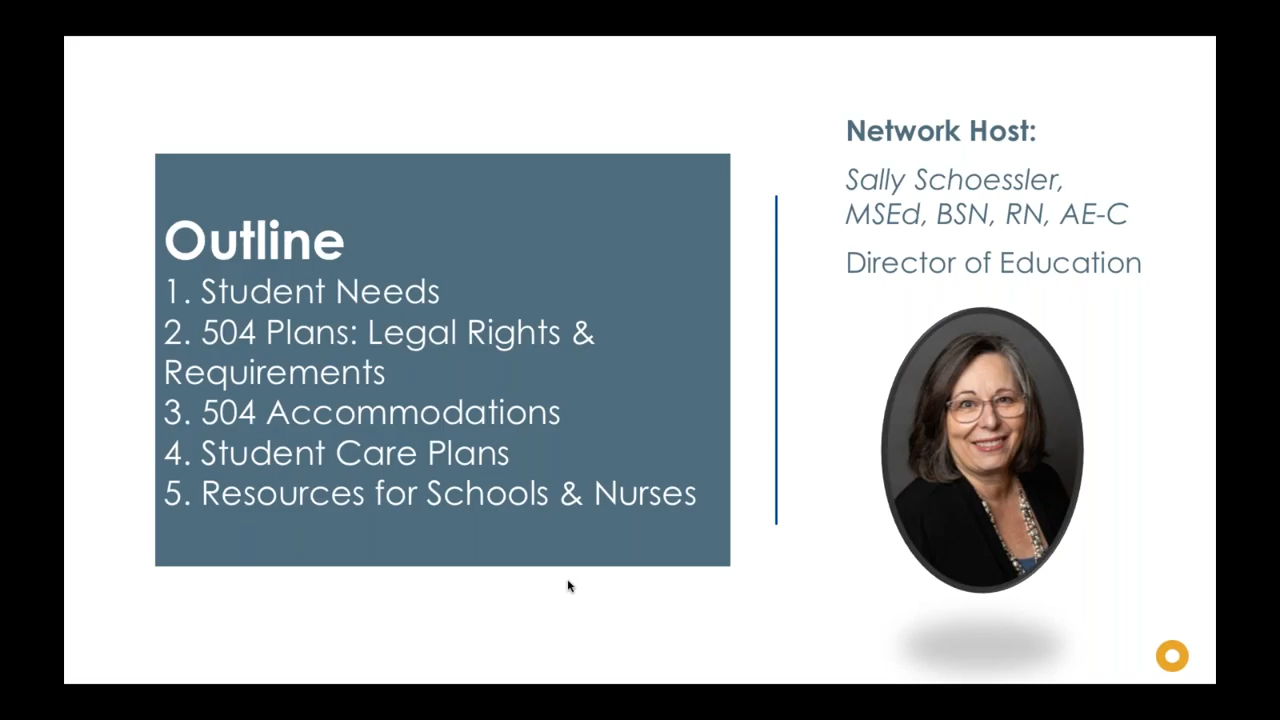 Outline
1. Student Needs
2. 504 Plans: Legal Rights &
Requirements
3. 504 Accommodations
4. Student Care Plans
5. Resources for Schools & Nurses
Network Host:
Sally Schoessler,
MSEd, BSN, RN, AE-C
Director of Education